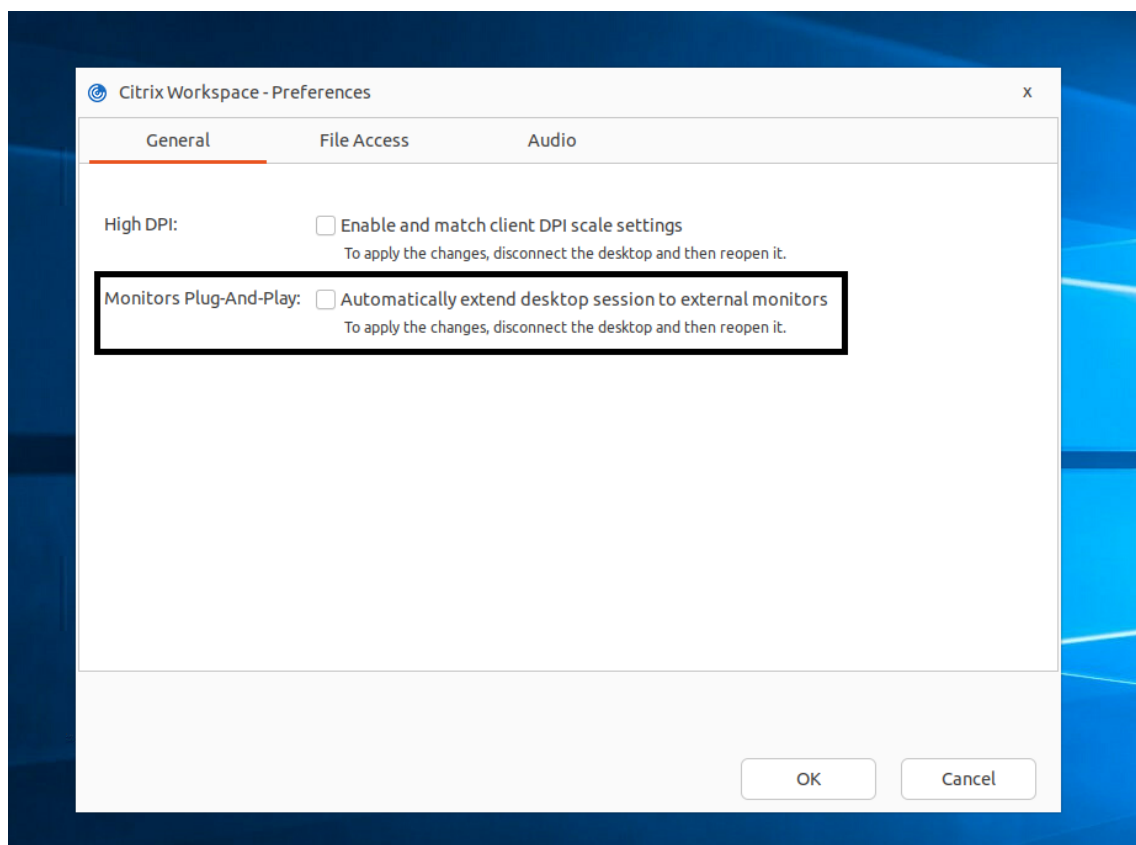 Citrix Workspace - Preferences x
General File Access Audio
High DPI: Enable and match client DPI scale settings
To apply the changes, disconnect the desktop and then reopen it.
Monitors Plug-And-Play: Automatically extend desktop session to external monitors
To apply the changes, disconnect the desktop and then reopen it.
OK Cancel